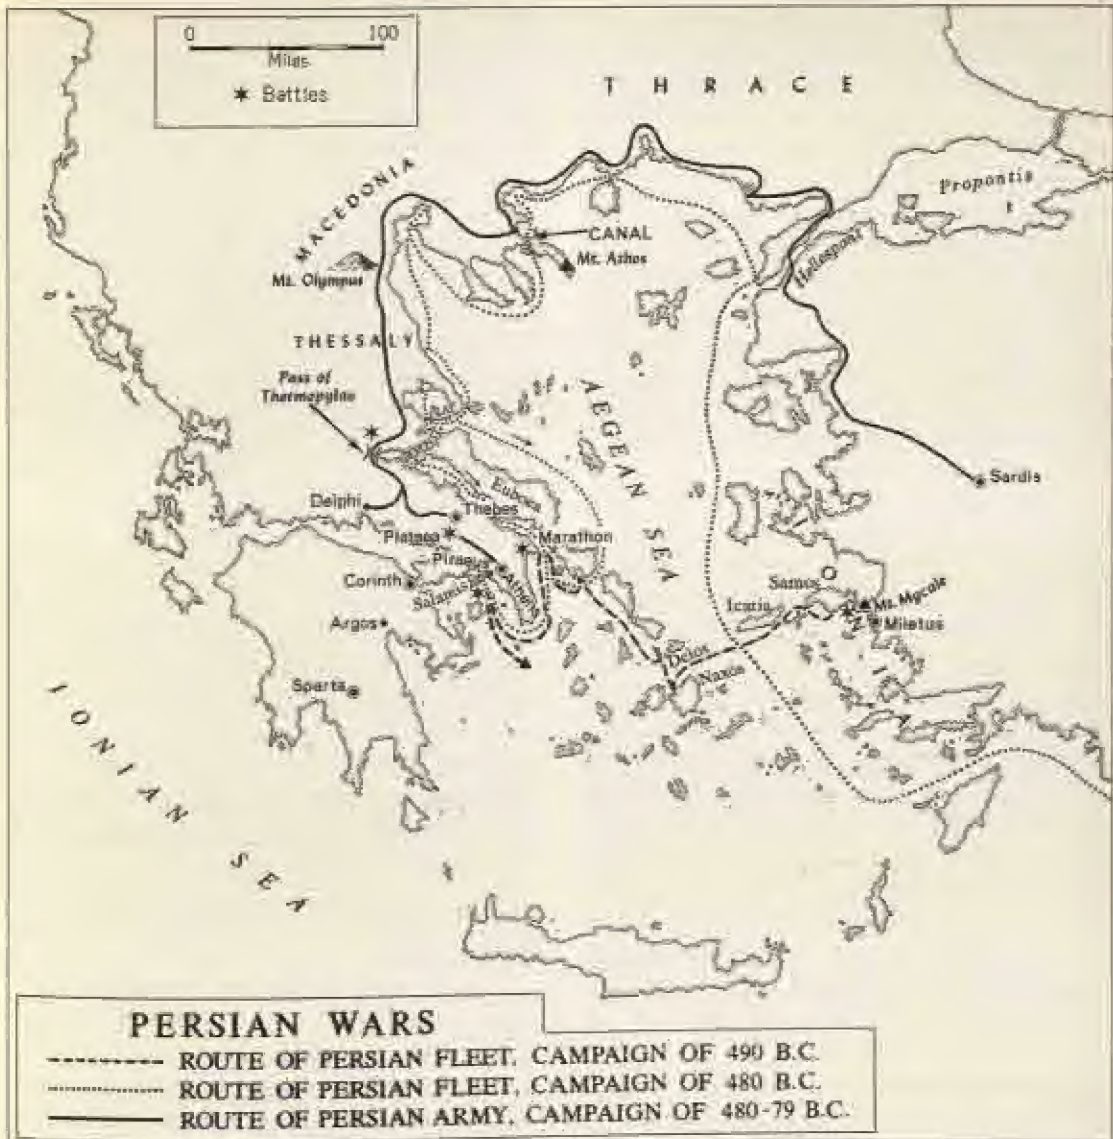 0 100
Miles
Battles
THRACE
MACEDONIA
Propontis
CANAL
Hellespont
Mt. Athos
Mt. Olympus
THESSALY
Pass of
Thermopylae
AEGEAN SEA
Sardis
Euboea
Delphi
Thebes
Plataea
Marathon
Piraeus
Corinth
Salamis
Samos
Icaria
Mt. Mycale
Miletus
Argos
Delos
Naxos
Sparta
IONIAN SEA
PERSIAN WARS
ROUTE OF PERSIAN FLEET, CAMPAIGN OF 490 B.C.
ROUTE OF PERSIAN FLEET, CAMPAIGN OF 480 B.C.
ROUTE OF PERSIAN ARMY, CAMPAIGN OF 480-79 B.C.